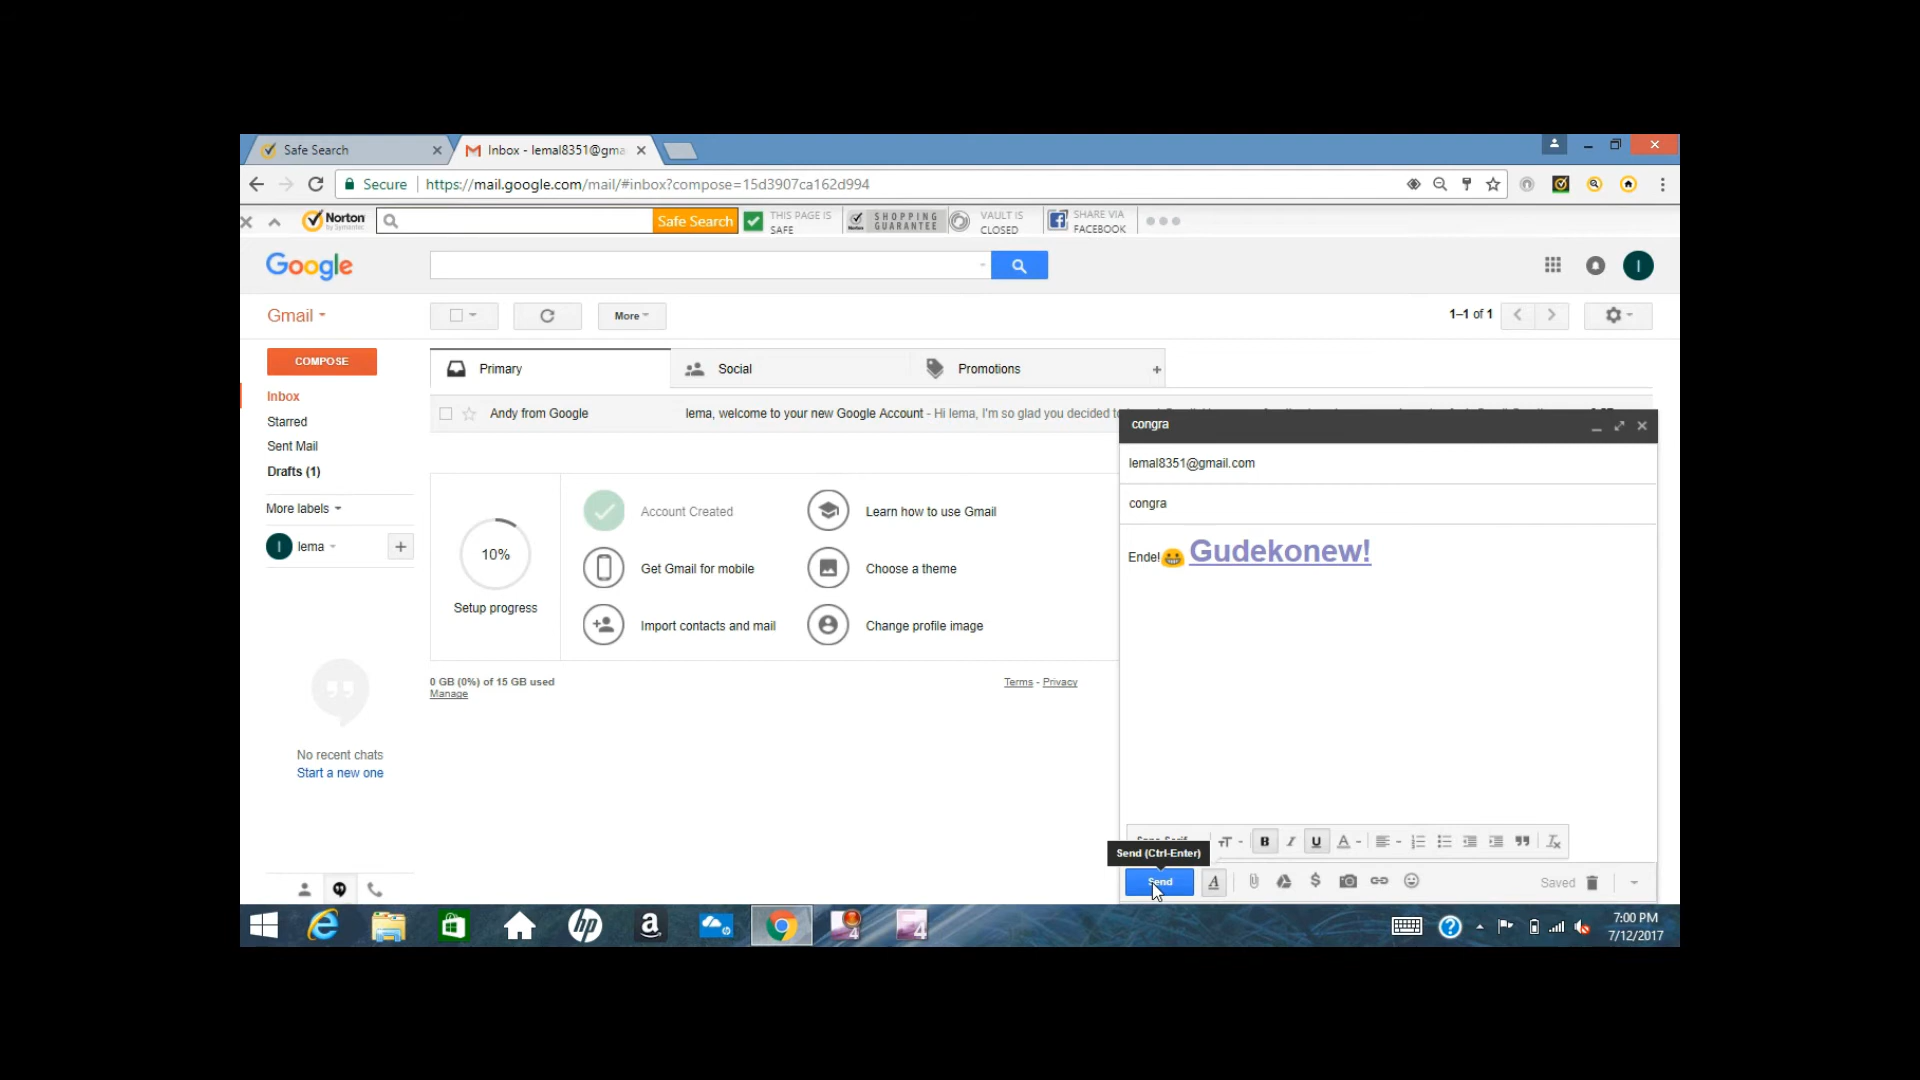 Safe Search
Inbox - lemal8351@gma
Secure
https://mail.google.com/mail/#inbox?compose=15d3907ca162d994
Norton
by Symantec
Safe Search
THIS PAGE IS
SAFE
SHOPPING
GUARANTEE
VAULT IS
CLOSED
SHARE VIA
FACEBOOK
Google
Gmail
More
1–1 of 1
COMPOSE
Inbox
Starred
Sent Mail
Drafts (1)
More labels
lema
Primary
Social
Promotions
Andy from Google
lema, welcome to your new Google Account - Hi lema, I'm so glad you decided
10%
Setup progress
Account Created
Learn how to use Gmail
Get Gmail for mobile
Choose a theme
Import contacts and mail
Change profile image
0 GB (0%) of 15 GB used
Manage
Terms - Privacy
No recent chats
Start a new one
congra
lemal8351@gmail.com
congra
Ende!😀 Gudekonew!
Send (Ctrl-Enter)
Send
Saved
7:00 PM
7/12/2017